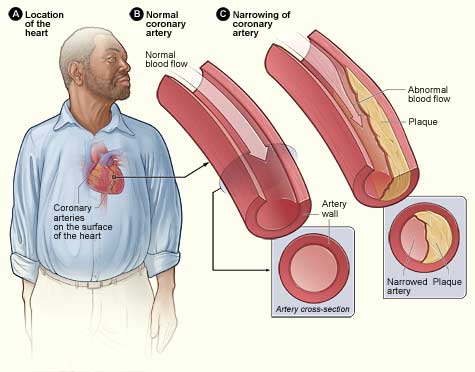 A Location
of the
heart
B Normal
coronary
artery
C Narrowing of
coronary
artery
Normal
blood flow
Abnormal
blood flow
Plaque
Coronary
arteries
on the surface
of the heart
Artery
wall
Artery cross-section
Narrowed
artery
Plaque